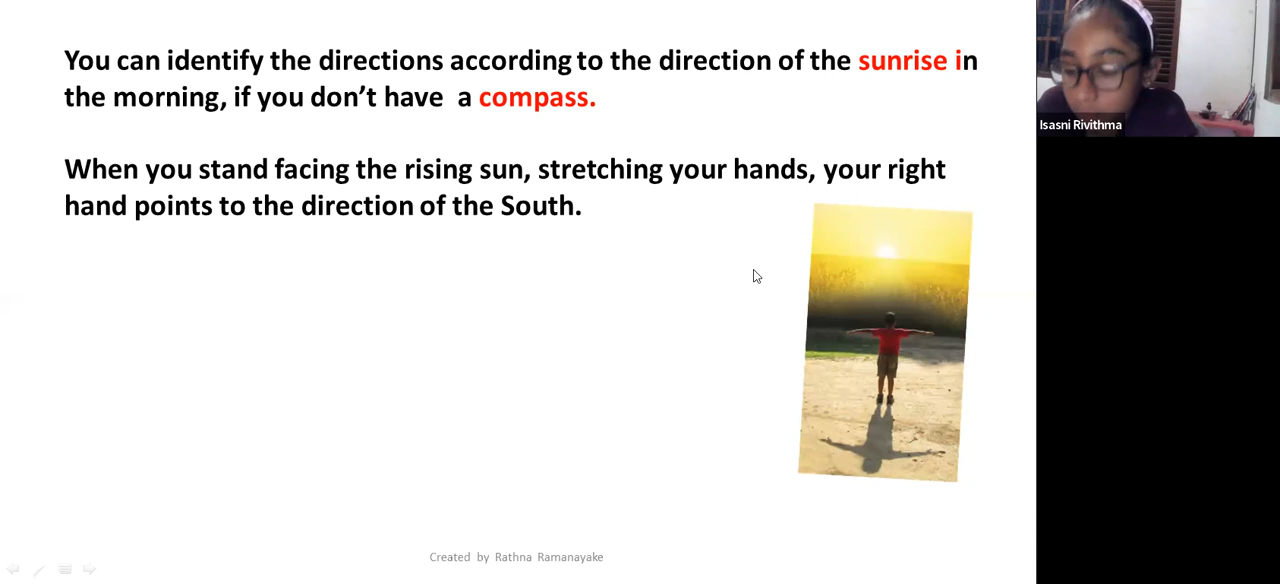 You can identify the directions according to the direction of the sunrise in
the morning, if you don’t have a compass.
When you stand facing the rising sun, stretching your hands, your right
hand points to the direction of the South.
Isasni Rivithma
Created by Rathna Ramanayake